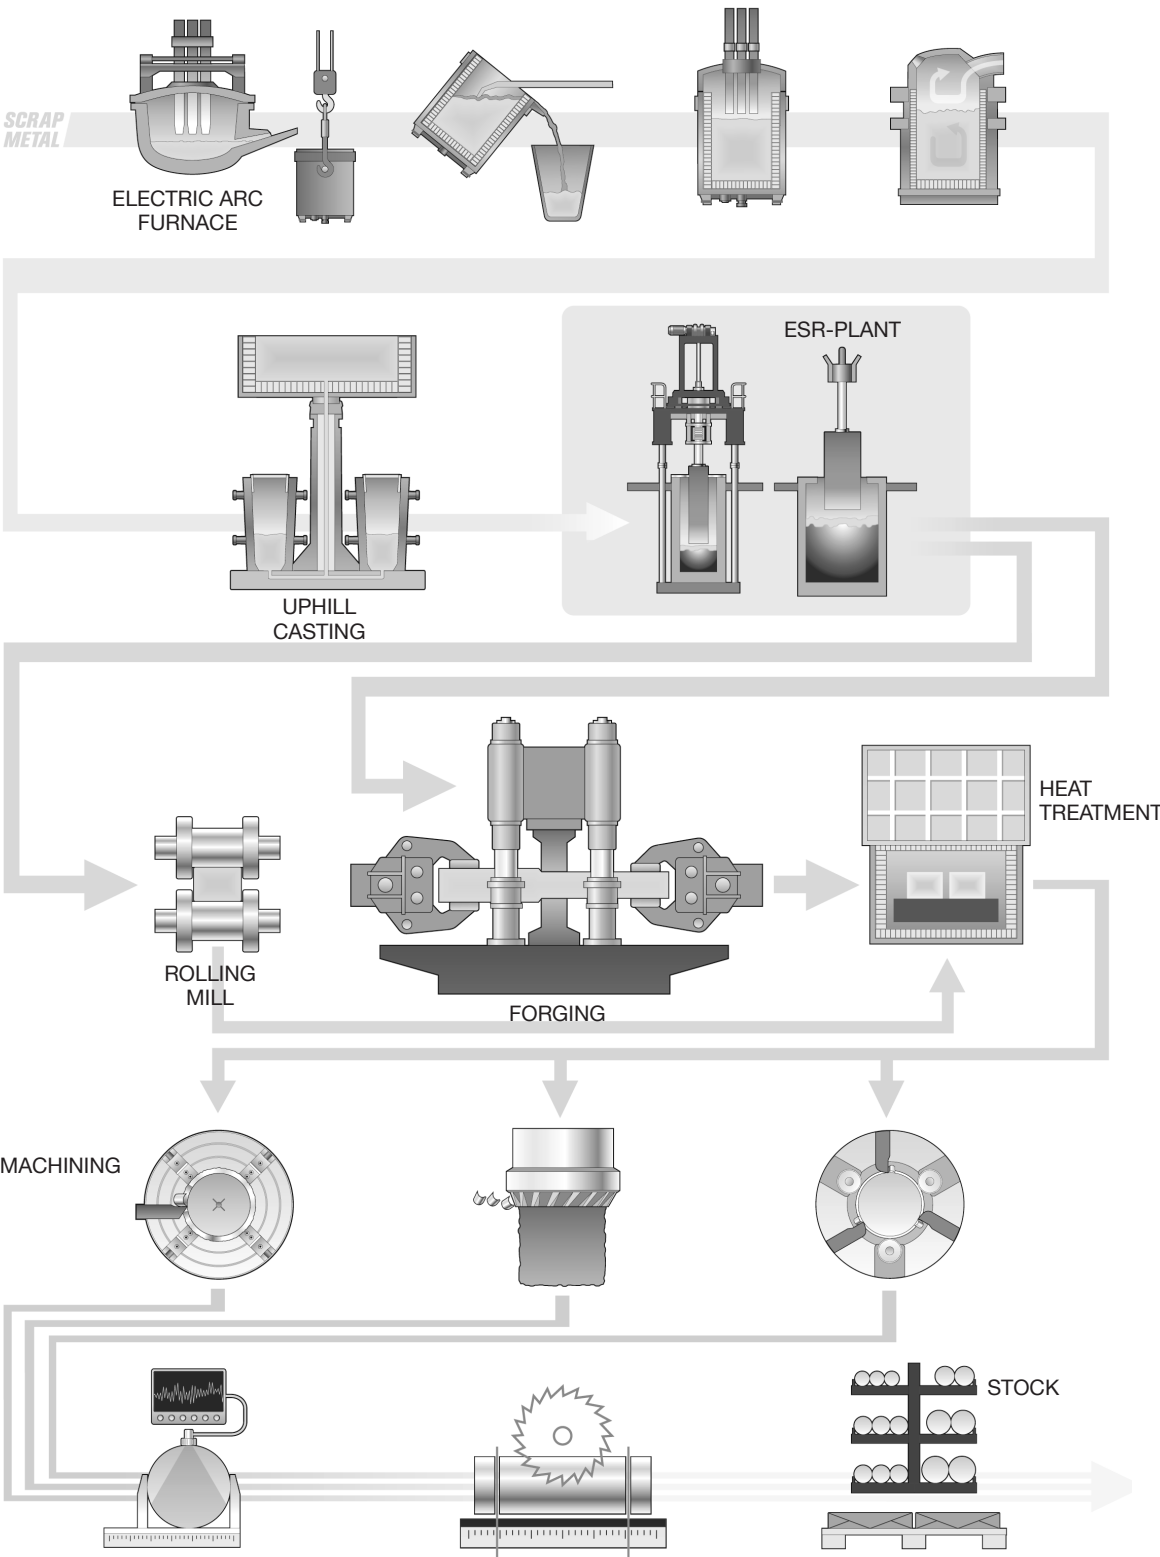 SCRAP
METAL
ELECTRIC ARC
FURNACE
ESR-PLANT
UPHILL
CASTING
HEAT
TREATMENT
ROLLING
MILL
FORGING
MACHINING
STOCK